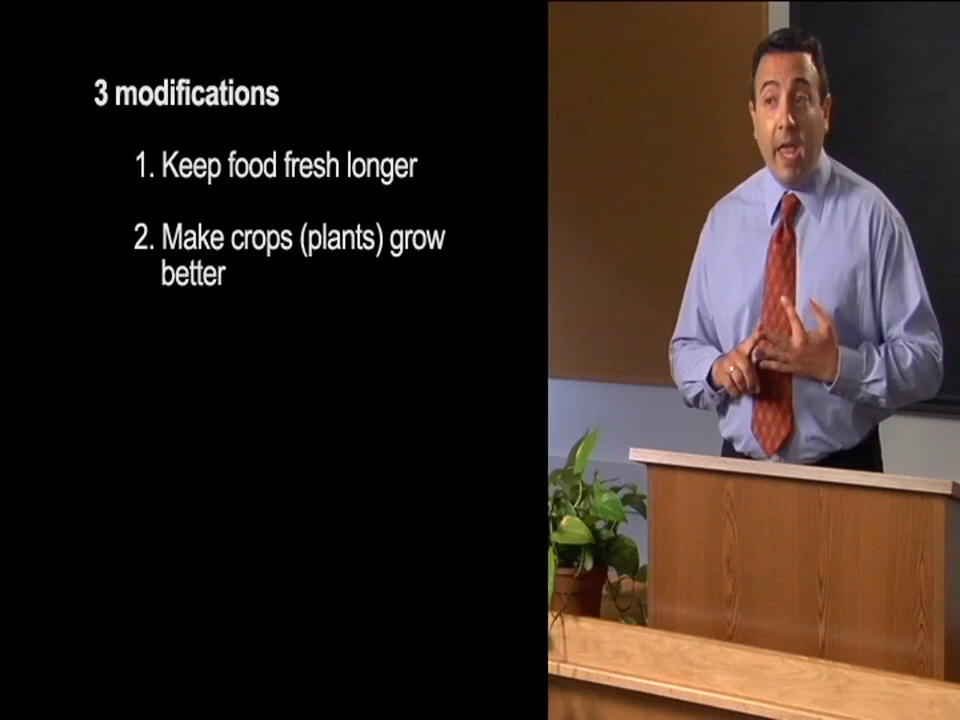 3 modifications
1. Keep food fresh longer
2. Make crops (plants) grow
better